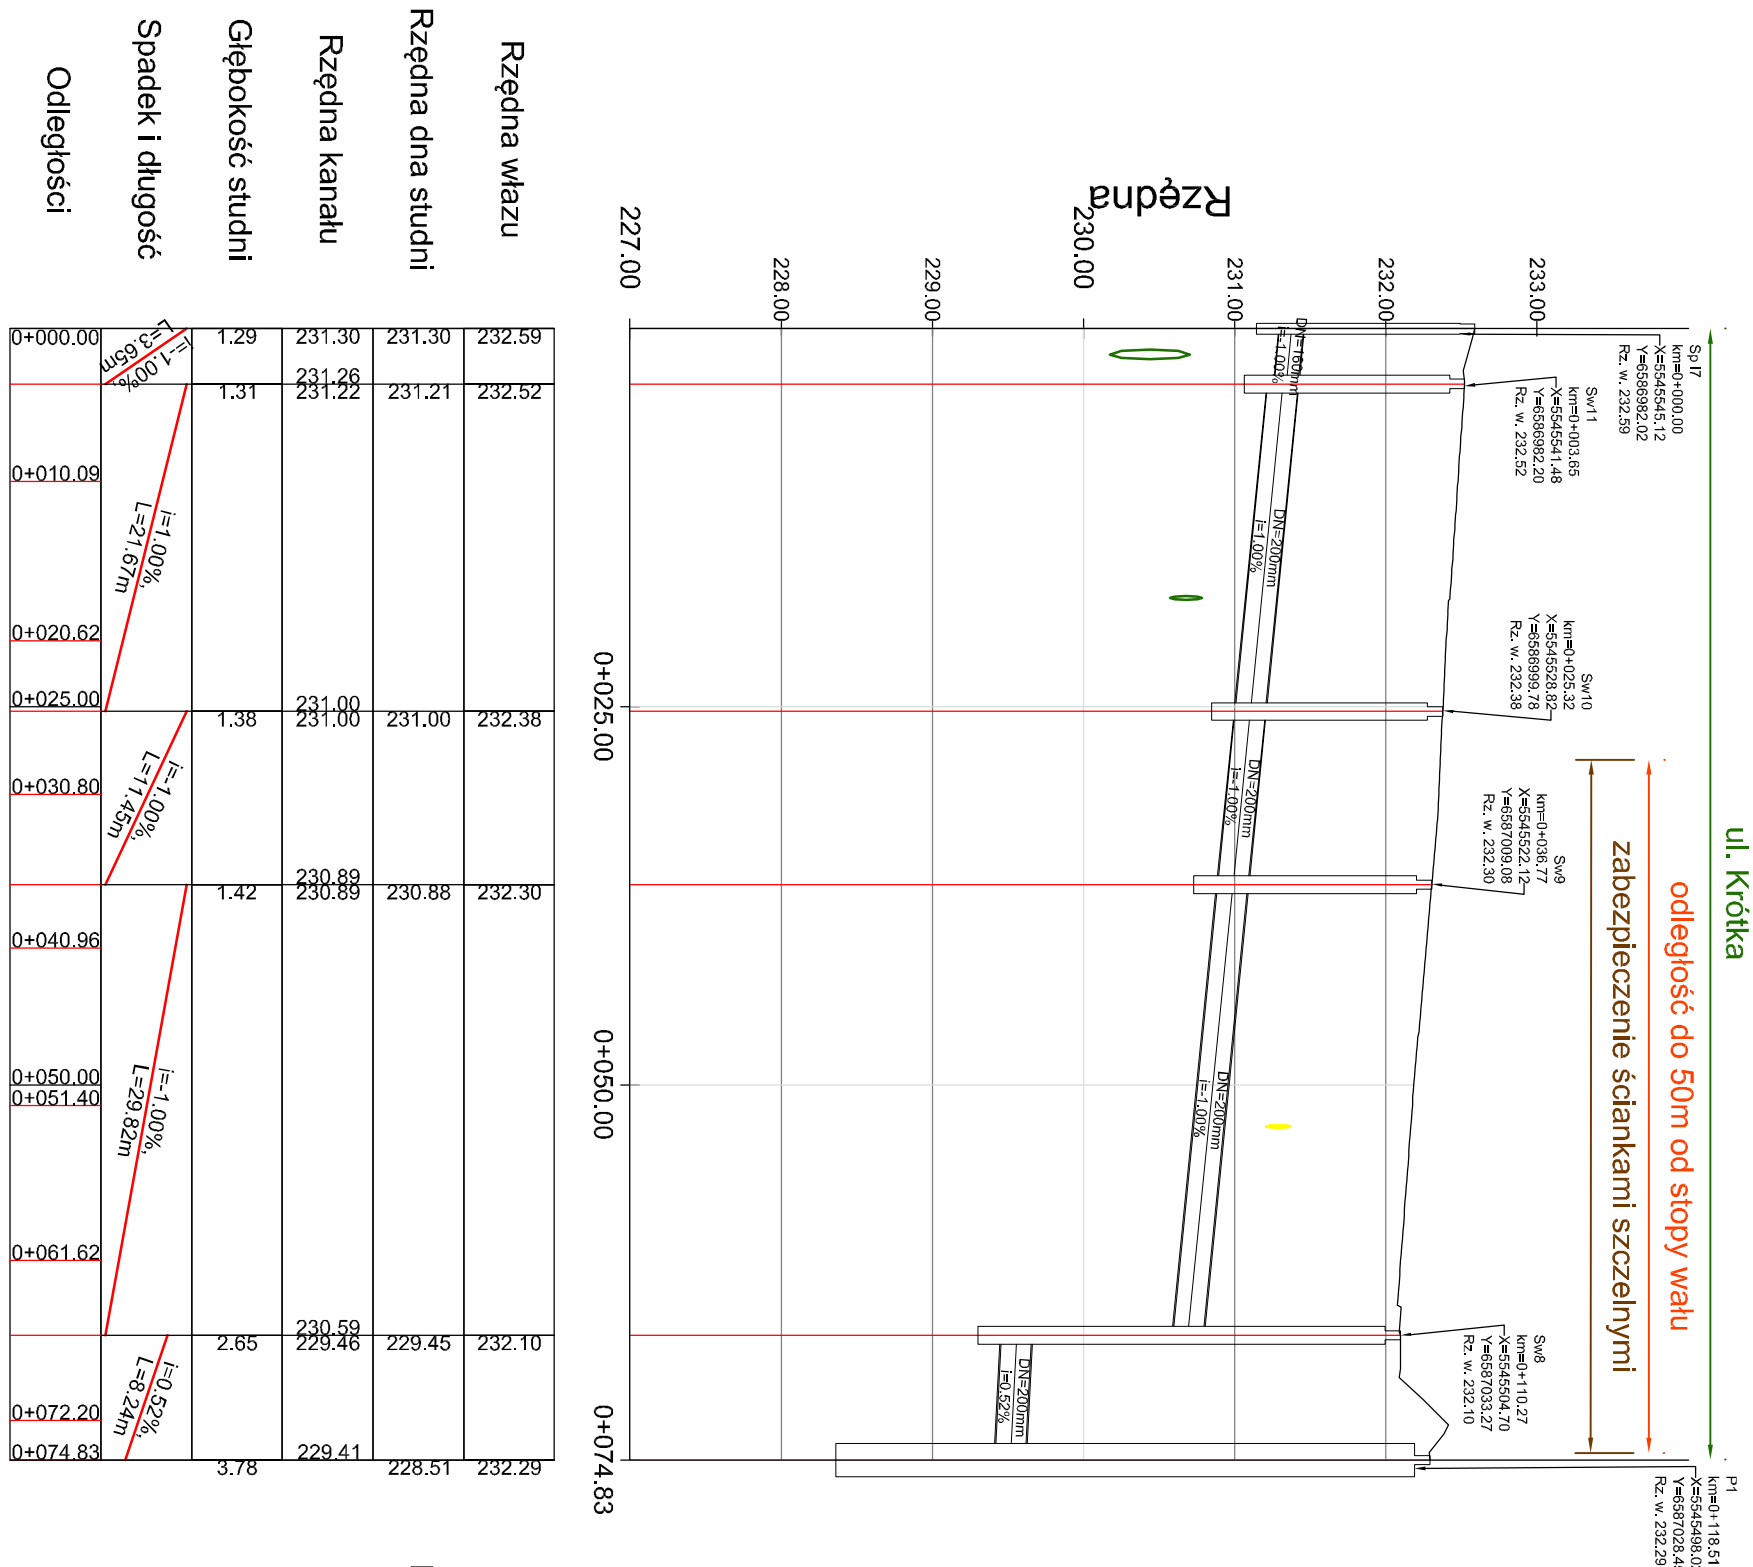 ul. Krótka
odległość do 50m od stopy wału
zabezpieczenie ściankami szczelnymi
Sp17
km=0+000.00
X=5545545.12
Y=6586982.02
Rz. w. 232.59
Sw11
km=0+003.65
X=5545541.48
Y=6586982.20
Rz. w. 232.52
Sw10
km=0+025.32
X=5545528.82
Y=6586999.78
Rz. w. 232.38
Sw9
km=0+036.77
X=5545522.12
Y=6587009.08
Rz. w. 232.30
Sw8
km=0+110.27
X=5545504.70
Y=6587033.27
Rz. w. 232.10
P1
km=0+118.51
Rz. w. 232.29
Rzędna
233.00
232.00
231.00
230.00
229.00
228.00
227.00
DN=160mm
i=-1.00%
DN=200mm
i=1.00%
DN=200mm
i=-1.00%
DN=200mm
i=-1.00%
DN=200mm
i=0.52%
0+025.00
0+050.00
0+074.83
Rzędna włazu
232.59
232.52
232.38
232.30
232.10
232.29
Rzędna dna studni
231.30
231.21
231.00
230.88
229.45
228.51
Rzędna kanału
231.30
231.26
231.22
231.00
231.00
230.89
230.89
230.59
229.46
229.41
Głębokość studni
1.29
1.31
1.38
1.42
2.65
3.78
Spadek i długość
i=-1.00%,
L=3.65m
i=1.00%,
L=21.67m
i=-1.00%,
L=11.45m
i=-1.00%,
L=29.82m
i=0.52%,
L=8.24m
Odległości
0+000.00
0+010.09
0+020.62
0+025.00
0+030.80
0+040.96
0+050.00
0+051.40
0+061.62
0+072.20
0+074.83